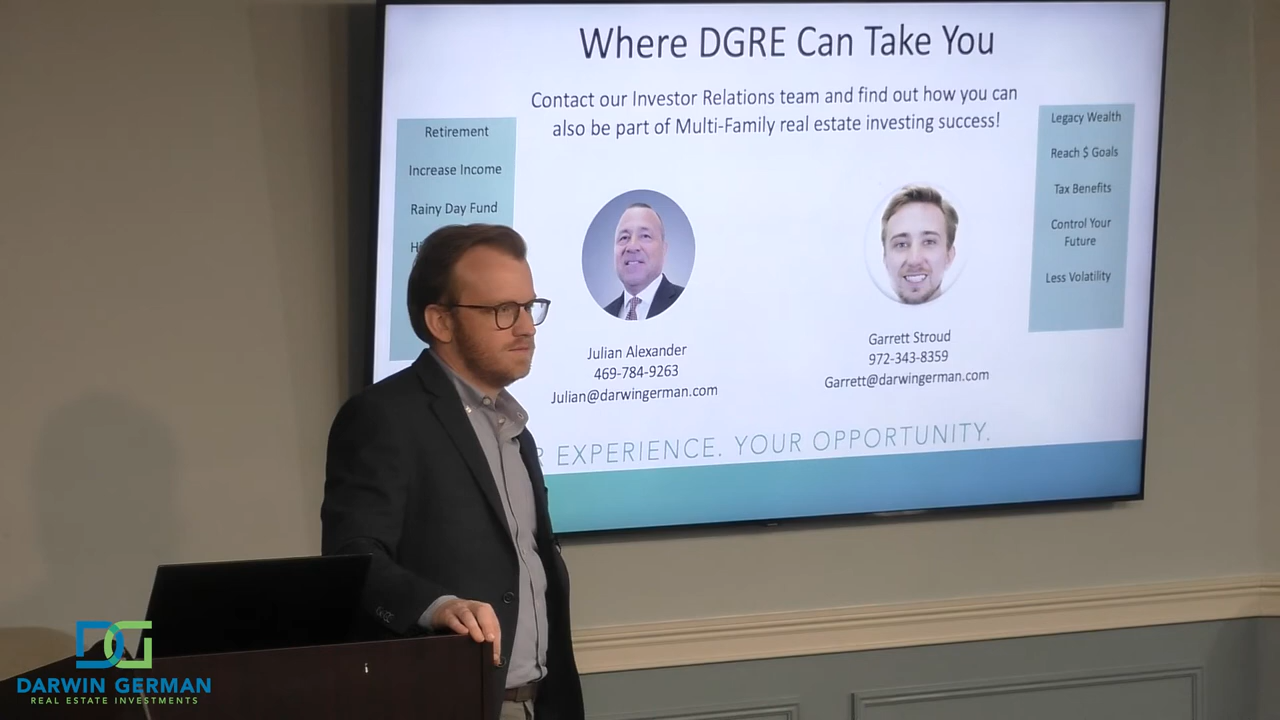 Where DGRE Can Take You
Contact our Investor Relations team and find out how you can
also be part of Multi-Family real estate investing success!
Retirement
Increase Income
Rainy Day Fund
Legacy Wealth
Reach $ Goals
Tax Benefits
Control Your
Future
Less Volatility
Julian Alexander
469-784-9263
Julian@darwingerman.com
Garrett Stroud
972-343-8359
Garrett@darwingerman.com
EXPERIENCE. YOUR OPPORTUNITY.
DG
DARWIN GERMAN
REAL ESTATE INVESTMENTS